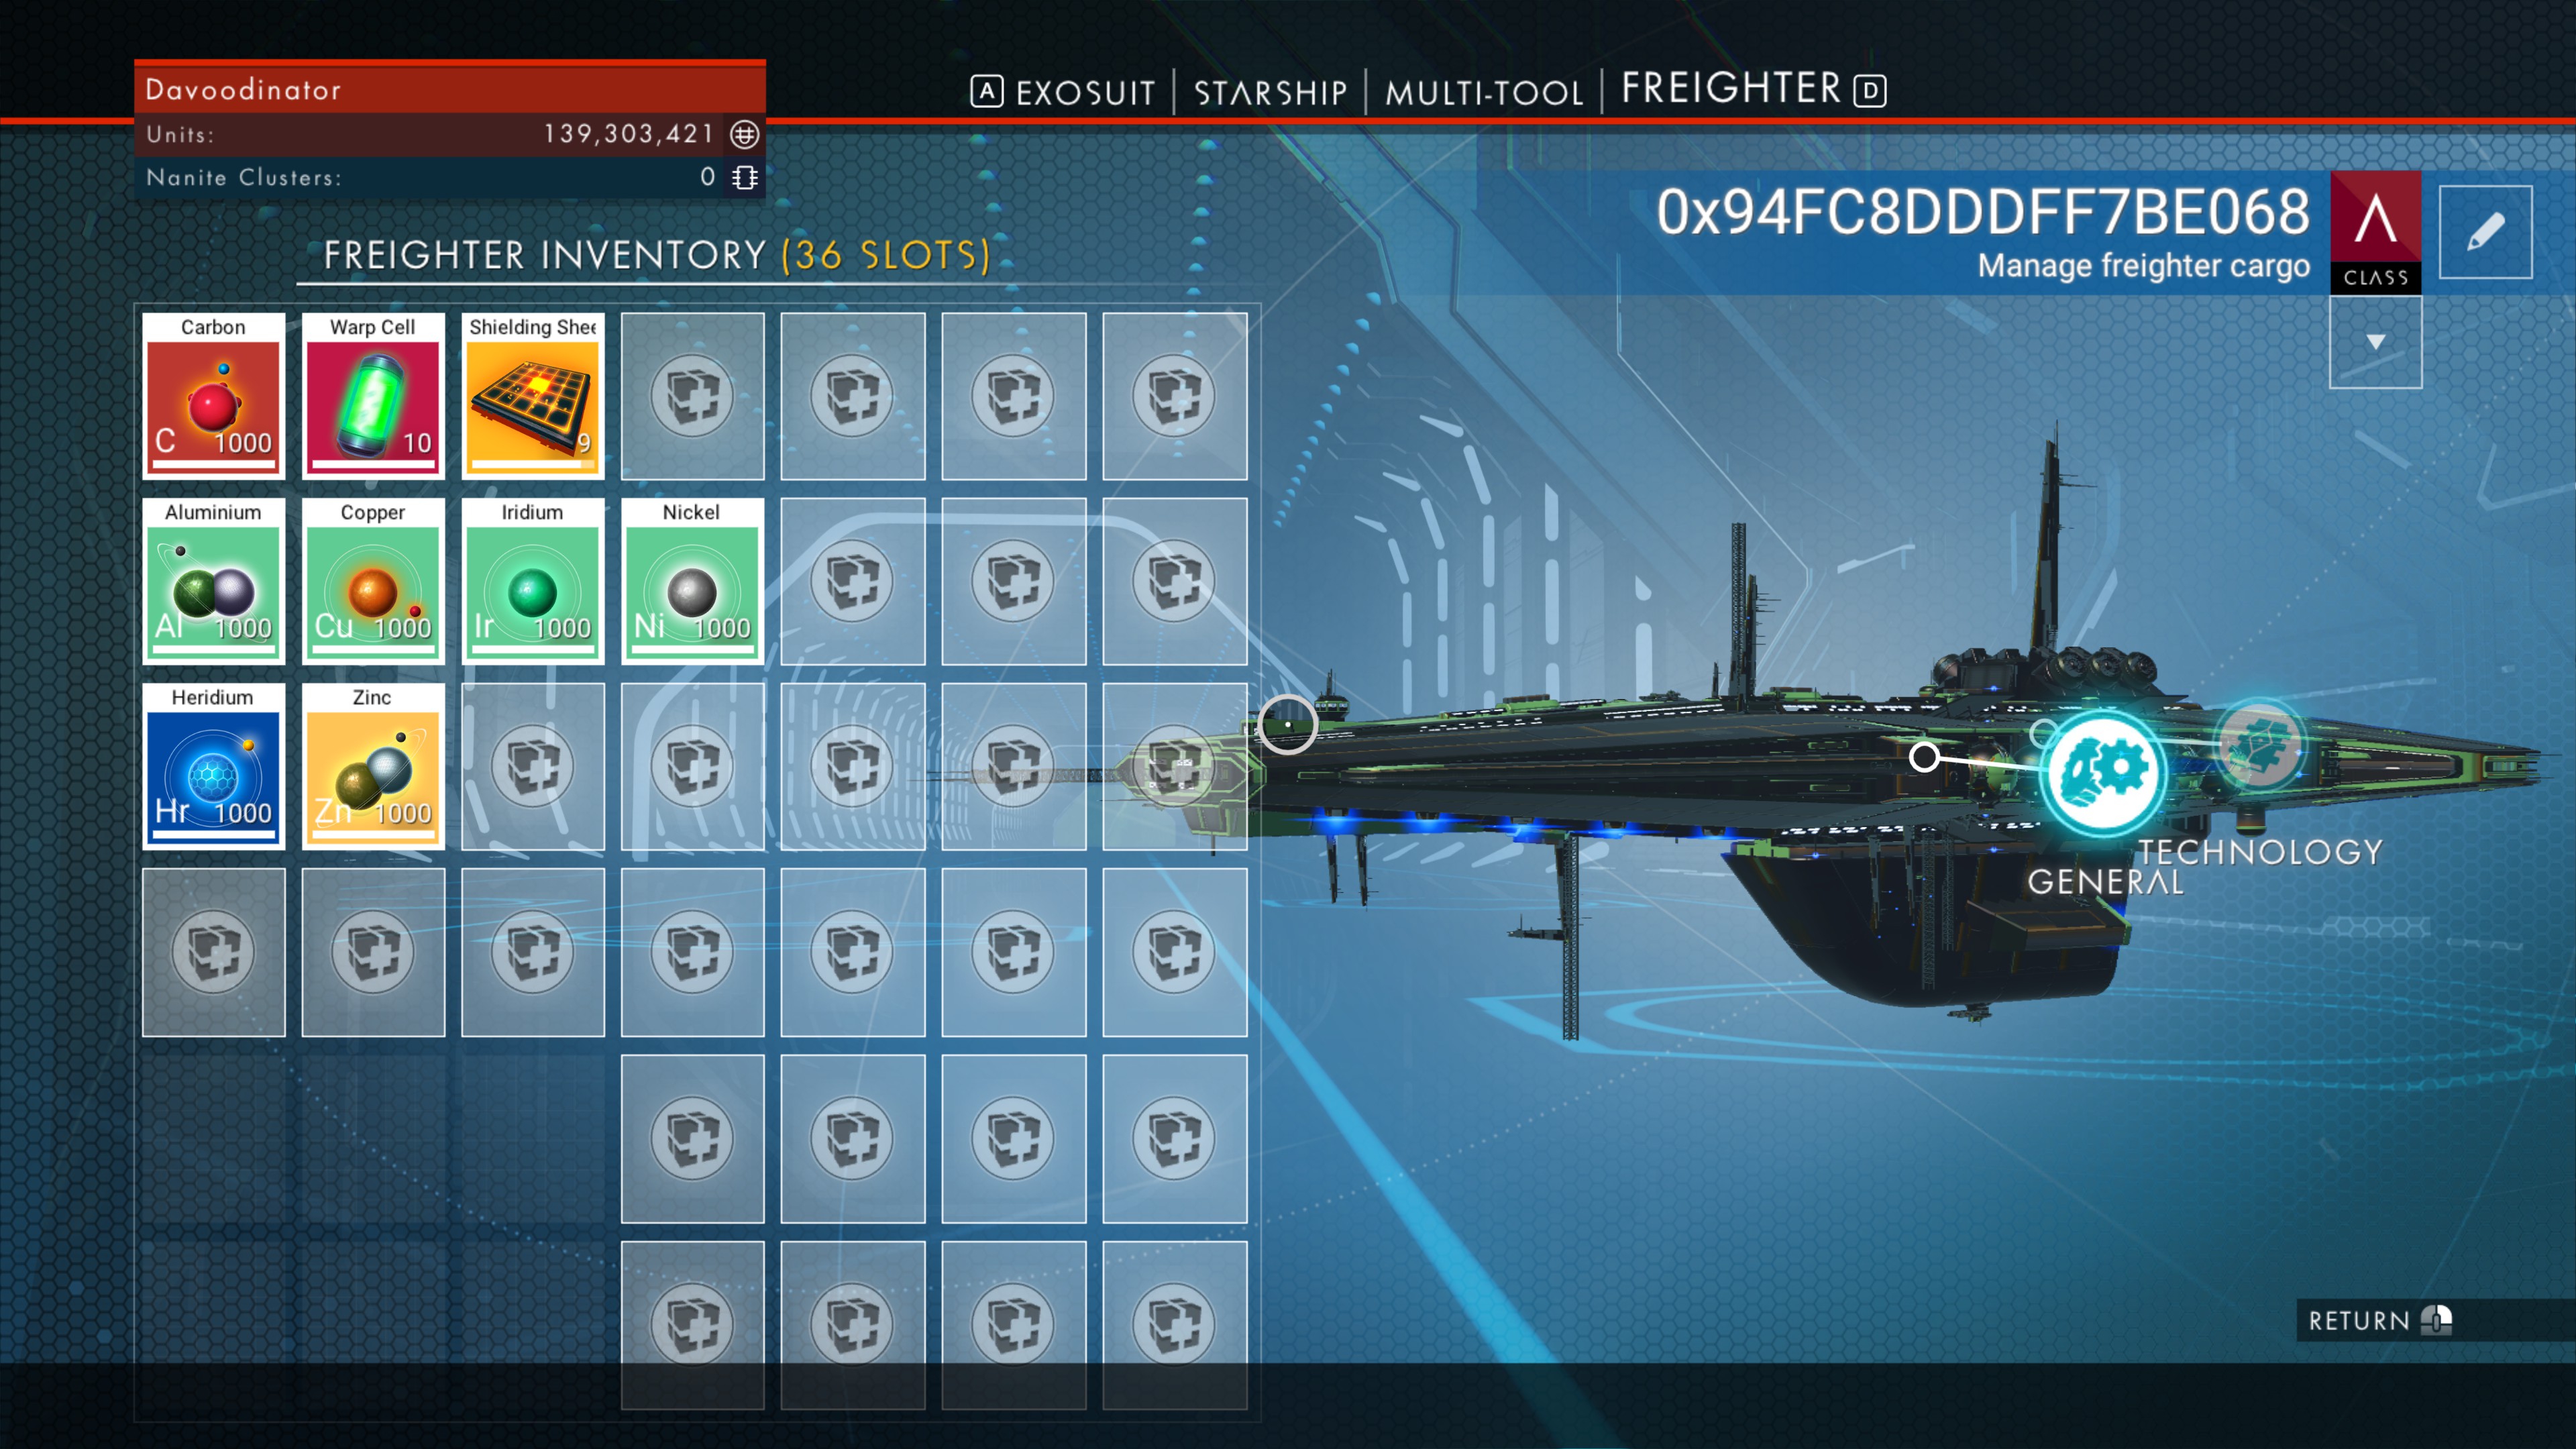 Davoodinator
Units: 139,303,421
Nanite Clusters: 0
A EXOSUIT STARSHIP MULTI-TOOL FREIGHTER D
0x94FC8DDDFF7BE068
Manage freighter cargo
A
CLASS
FREIGHTER INVENTORY (36 SLOTS)
Carbon Warp Cell Shielding Shee
C 1000 10 9
Aluminium Copper Iridium Nickel
Al 1000 Cu 1000 Ir 1000 Ni 1000
Heridium Zinc
Hr 1000 Zn 1000
TECHNOLOGY
GENERAL
RETURN